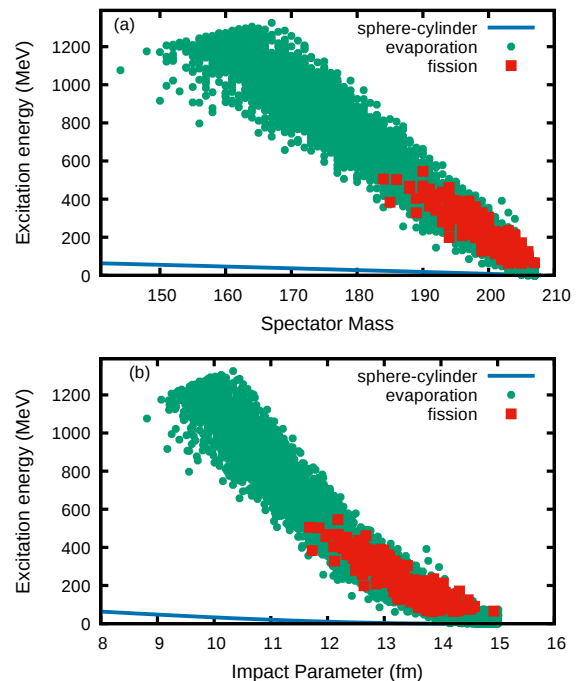 (a)
sphere-cylinder
evaporation
fission
Excitation energy (MeV)
1200
1000
800
600
400
200
0
150 160 170 180 190 200 210
Spectator Mass
(b)
sphere-cylinder
evaporation
fission
Excitation energy (MeV)
1200
1000
800
600
400
200
0
8 9 10 11 12 13 14 15 16
Impact Parameter (fm)